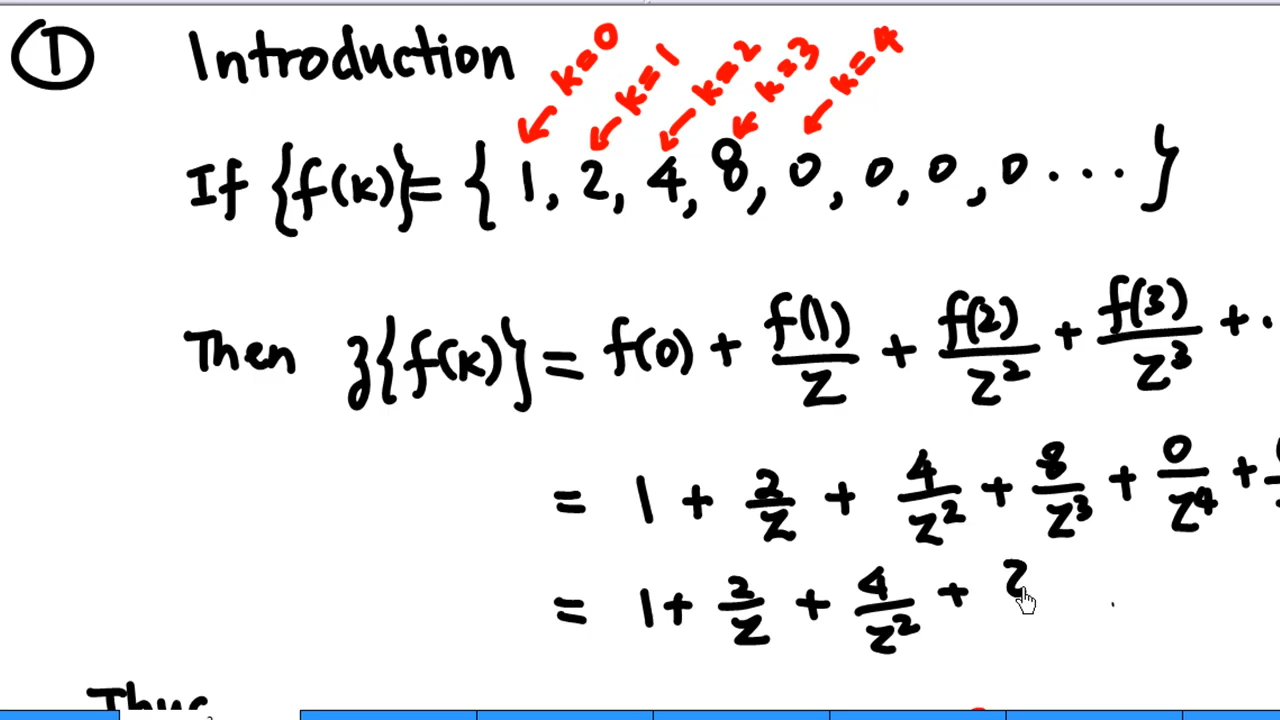 ① Introduction
k=0 k=1 k=2 k=3 k=4
If {f(k)} = { 1, 2, 4, 8, 0, 0, 0, 0 ... }
Then z{f(k)} = f(0) + f(1)/z + f(2)/z² + f(3)/z³ + ..
= 1 + 2/z + 4/z² + 8/z³ + 0/z⁴ +
= 1 + 2/z + 4/z² +
Thus